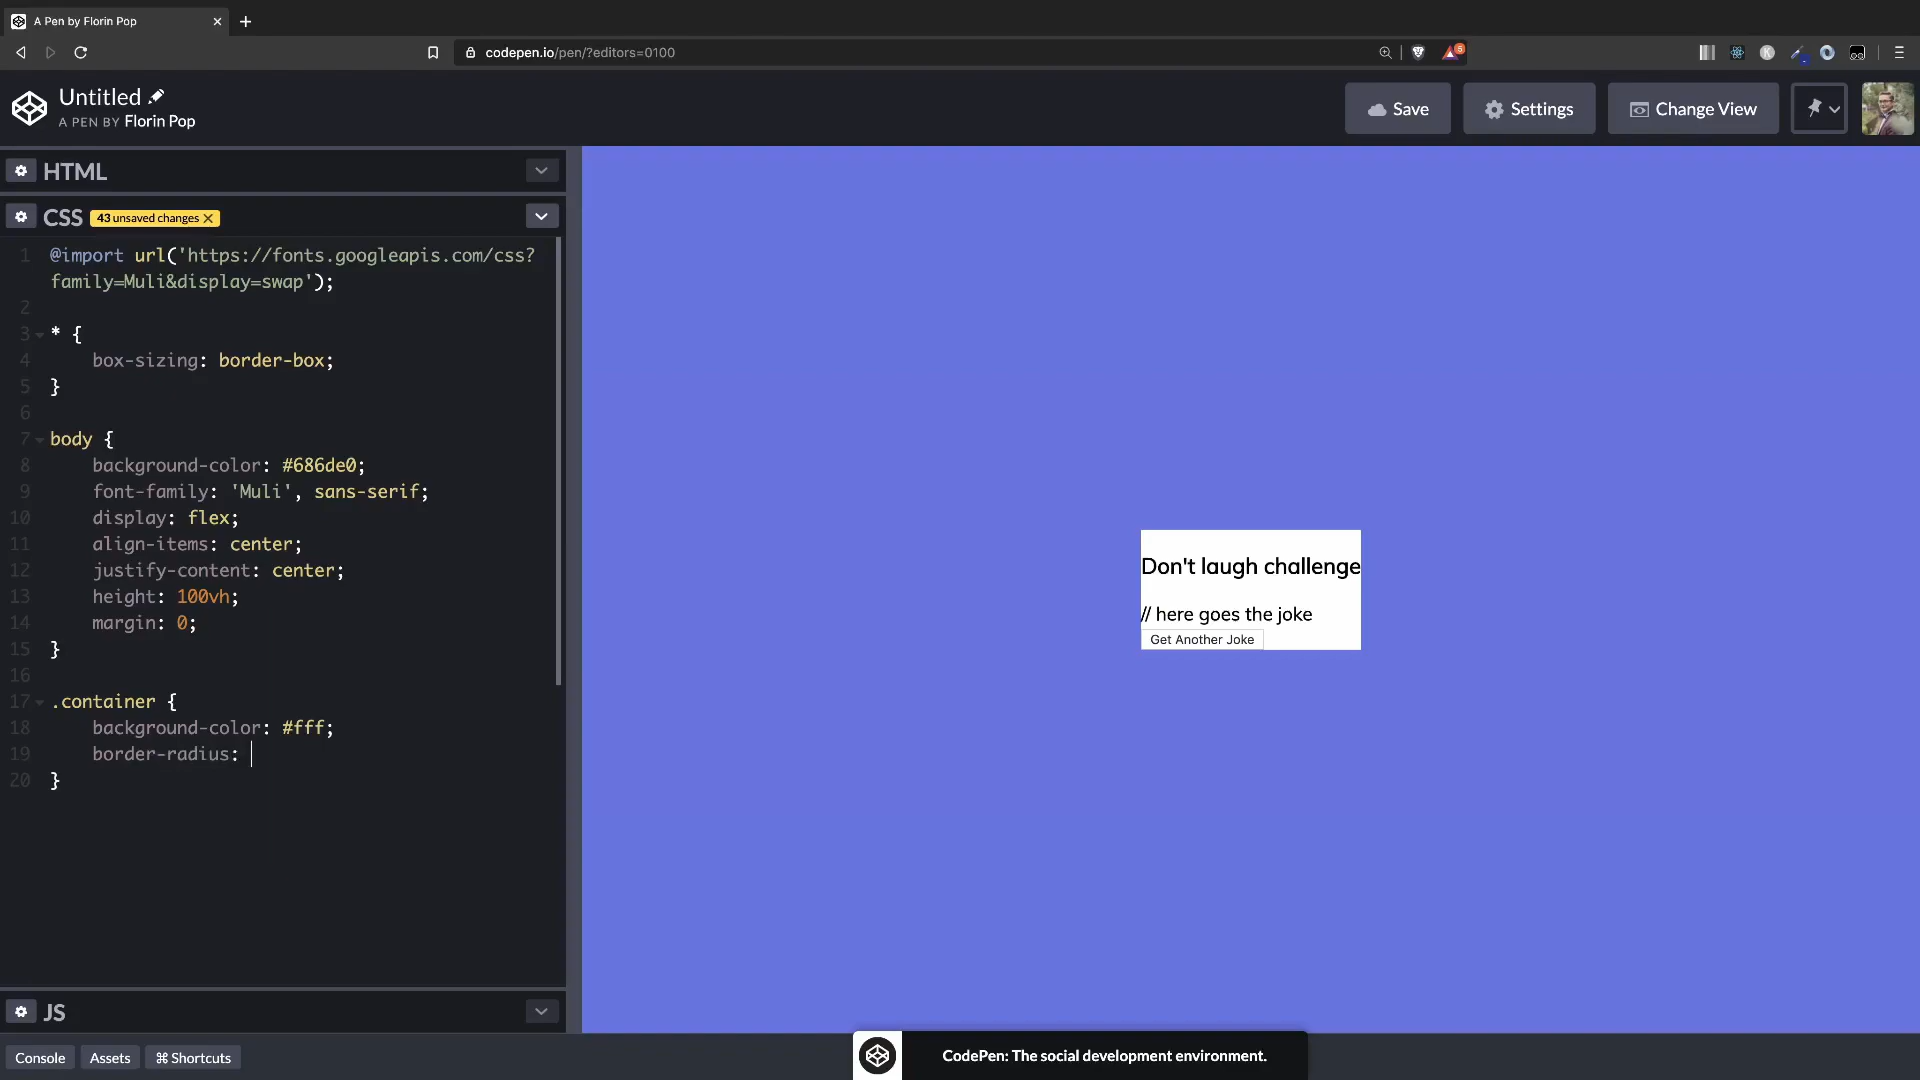 A Pen by Florin Pop
codepen.io/pen/?editors=0100
6
Untitled
A PEN BY Florin Pop
Save
Settings
Change View
HTML
CSS
43 unsaved changes
1 @import url('https://fonts.googleapis.com/css?
family=Muli&display=swap');
2
3 * {
4 box-sizing: border-box;
5 }
6
7 body {
8 background-color: #686de0;
9 font-family: 'Muli', sans-serif;
10 display: flex;
11 align-items: center;
12 justify-content: center;
13 height: 100vh;
14 margin: 0;
15 }
16
17 .container {
18 background-color: #fff;
19 border-radius:
20 }
Don't laugh challenge
// here goes the joke
Get Another Joke
JS
Console
Assets
⌘ Shortcuts
CodePen: The social development environment.